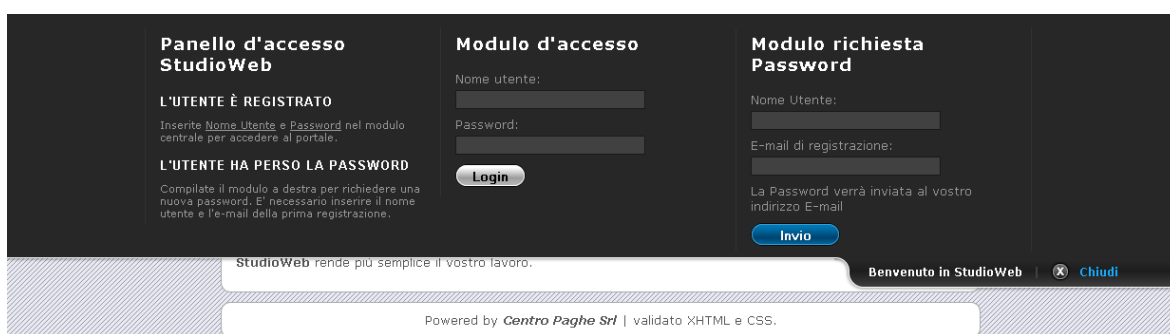 Panello d'accesso
StudioWeb
L'UTENTE È REGISTRATO
Inserite Nome Utente e Password nel modulo
centrale per accedere al portale.
L'UTENTE HA PERSO LA PASSWORD
Compilate il modulo a destra per richiedere una
nuova password. E' necessario inserire il nome
utente e l'e-mail della prima registrazione.
Modulo d'accesso
Nome utente:
Password:
Login
Modulo richiesta
Password
Nome Utente:
E-mail di registrazione:
La Password verrà inviata al vostro
indirizzo E-mail
Invio
StudioWeb rende più semplice il vostro lavoro.
Benvenuto in StudioWeb | X Chiudi
Powered by Centro Paghe Srl | validato XHTML e CSS.